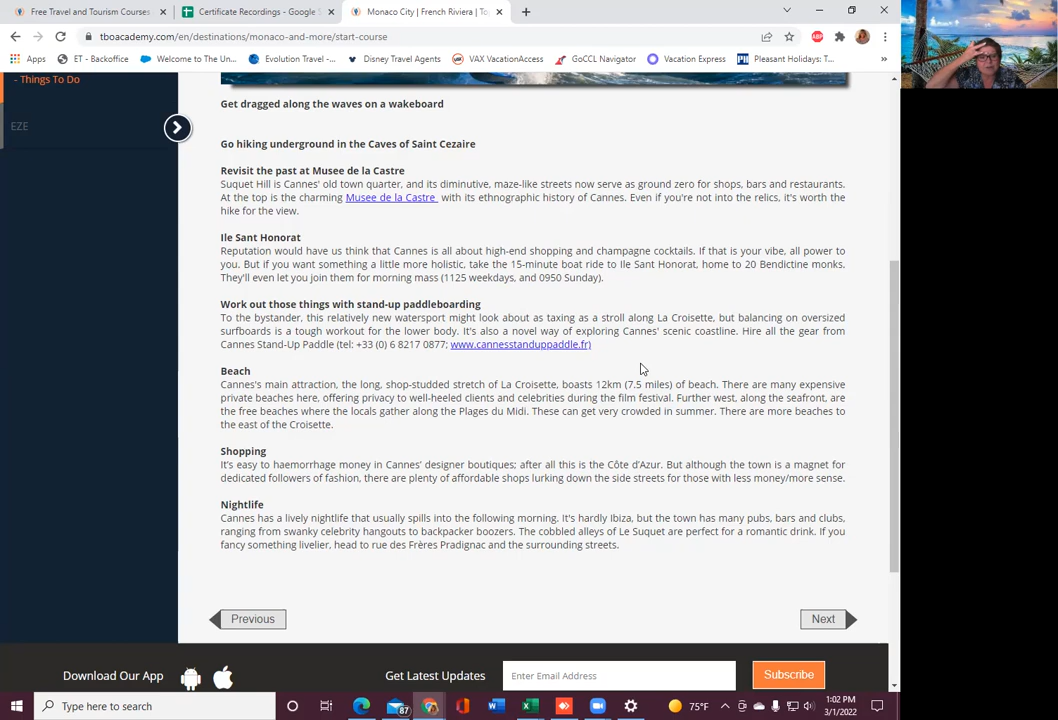 Free Travel and Tourism Courses
Certificate Recordings - Google S
Monaco City | French Riviera | To
tboacademy.com/en/destinations/monaco-and-more/start-course
Apps
ET - Backoffice
Welcome to The Uni...
Evolution Travel -...
Disney Travel Agents
VAX VacationAccess
GoCCL Navigator
Vacation Express
Pleasant Holidays: T...
- Things To Do
EZE
Get dragged along the waves on a wakeboard
Go hiking underground in the Caves of Saint Cezaire
Revisit the past at Musee de la Castre
Suquet Hill is Cannes' old town quarter, and its diminutive, maze-like streets now serve as ground zero for shops, bars and restaurants.
At the top is the charming Musee de la Castre with its ethnographic history of Cannes. Even if you're not into the relics, it's worth the
hike for the view.
Ile Sant Honorat
Reputation would have us think that Cannes is all about high-end shopping and champagne cocktails. If that is your vibe, all power to
you. But if you want something a little more holistic, take the 15-minute boat ride to Ile Sant Honorat, home to 20 Bendictine monks.
They'll even let you join them for morning mass (1125 weekdays, and 0950 Sunday).
Work out those things with stand-up paddleboarding
To the bystander, this relatively new watersport might look about as taxing as a stroll along La Croisette, but balancing on oversized
surfboards is a tough workout for the lower body. It's also a novel way of exploring Cannes' scenic coastline. Hire all the gear from
Cannes Stand-Up Paddle (tel: +33 (0) 6 8217 0877; www.cannesstanduppaddle.fr)
Beach
Cannes's main attraction, the long, shop-studded stretch of La Croisette, boasts 12km (7.5 miles) of beach. There are many expensive
private beaches here, offering privacy to well-heeled clients and celebrities during the film festival. Further west, along the seafront, are
the free beaches where the locals gather along the Plages du Midi. These can get very crowded in summer. There are more beaches to
the east of the Croisette.
Shopping
It's easy to haemorrhage money in Cannes' designer boutiques; after all this is the Côte d'Azur. But although the town is a magnet for
dedicated followers of fashion, there are plenty of affordable shops lurking down the side streets for those with less money/more sense.
Nightlife
Cannes has a lively nightlife that usually spills into the following morning. It's hardly Ibiza, but the town has many pubs, bars and clubs,
ranging from swanky celebrity hangouts to backpacker boozers. The cobbled alleys of Le Suquet are perfect for a romantic drink. If you
fancy something livelier, head to rue des Frères Pradignac and the surrounding streets.
Previous
Next
Download Our App
Get Latest Updates
Enter Email Address
Subscribe
Type here to search
87
75°F
1:02 PM
3/1/2022